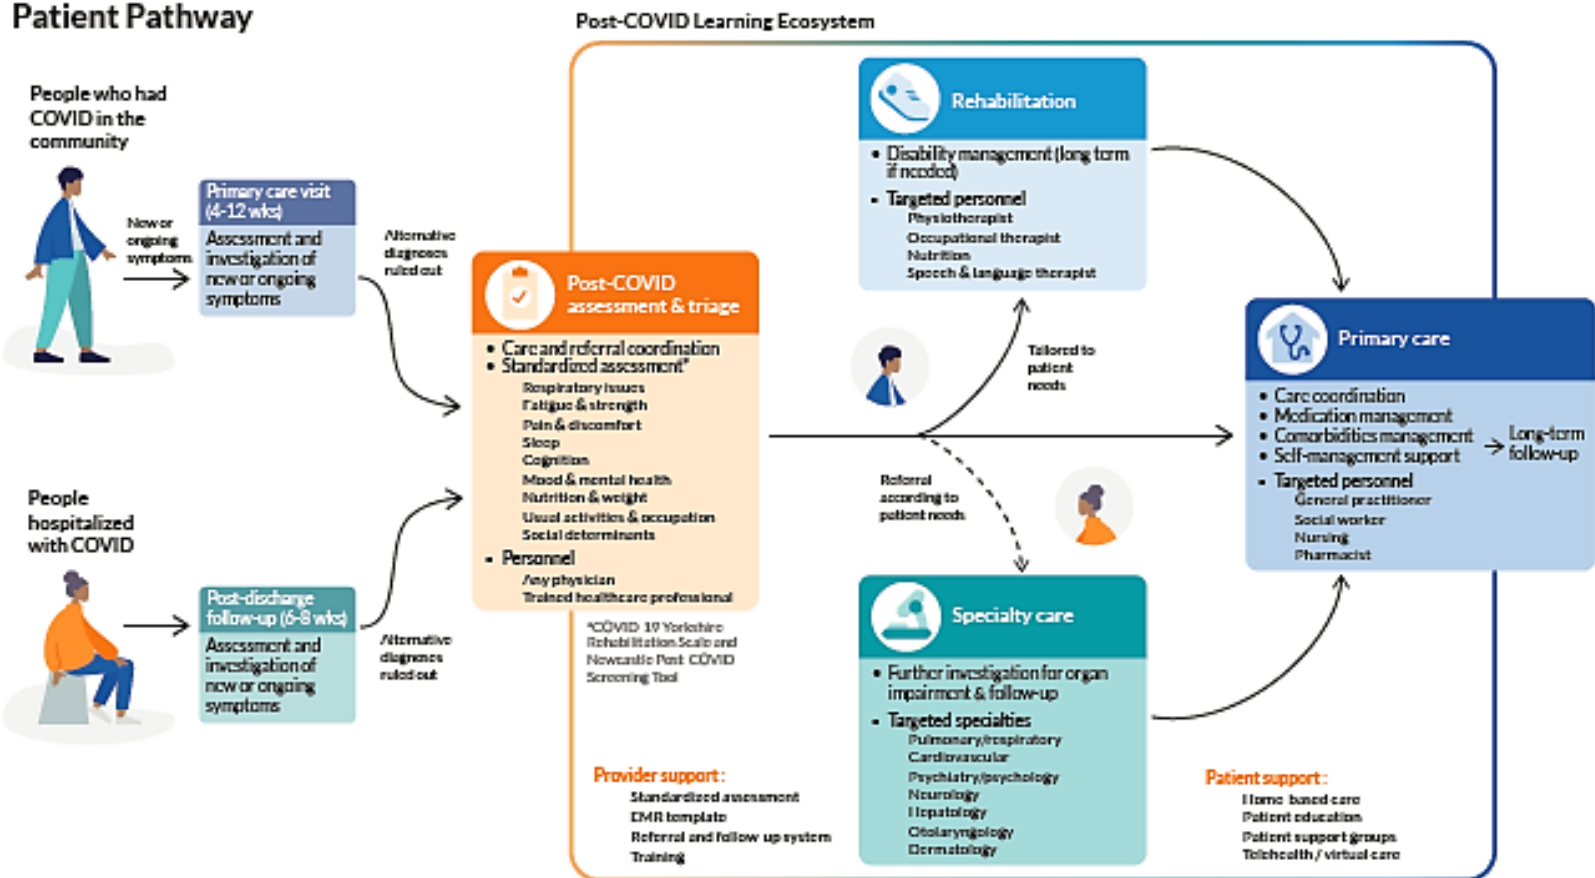 Patient Pathway
Post-COVID Learning Ecosystem
People who had
COVID in the
community
New or
ongoing
symptoms
Primary care visit
(4-12 wks)
Assessment and
investigation of
new or ongoing
symptoms
Alternative
diagnoses
ruled out
People
hospitalized
with COVID
Post-discharge
follow-up (6-8 wks)
Assessment and
investigation of
new or ongoing
symptoms
Alternative
diagnoses
ruled out
Post-COVID
assessment & triage
• Care and referral coordination
• Standardized assessment*
Respiratory issues
Fatigue & strength
Pain & discomfort
Sleep
Cognition
Mood & mental health
Nutrition & weight
Usual activities & occupation
Social determinants
• Personnel
Any physician
Trained healthcare professional
*COVID-19 Yorkshire
Rehabilitation Scale and
Newcastle Post-COVID
Screening Tool
Provider support:
Standardized assessment
EMR template
Referral and follow-up system
Training
Rehabilitation
• Disability management (long term
if needed)
• Targeted personnel
Physiotherapist
Occupational therapist
Nutrition
Speech & language therapist
Tailored to
patient
needs
Referral
according to
patient needs
Specialty care
• Further investigation for organ
impairment & follow-up
• Targeted specialties
Pulmonary/respiratory
Cardiovascular
Psychiatry/psychology
Neurology
Hepatology
Otolaryngology
Dermatology
Primary care
• Care coordination
• Medication management
• Comorbidities management
• Self-management support
• Targeted personnel
General practitioner
Social worker
Nursing
Pharmacist
Long-term
follow-up
Patient support:
Home-based care
Patient education
Patient support groups
Telehealth / virtual care